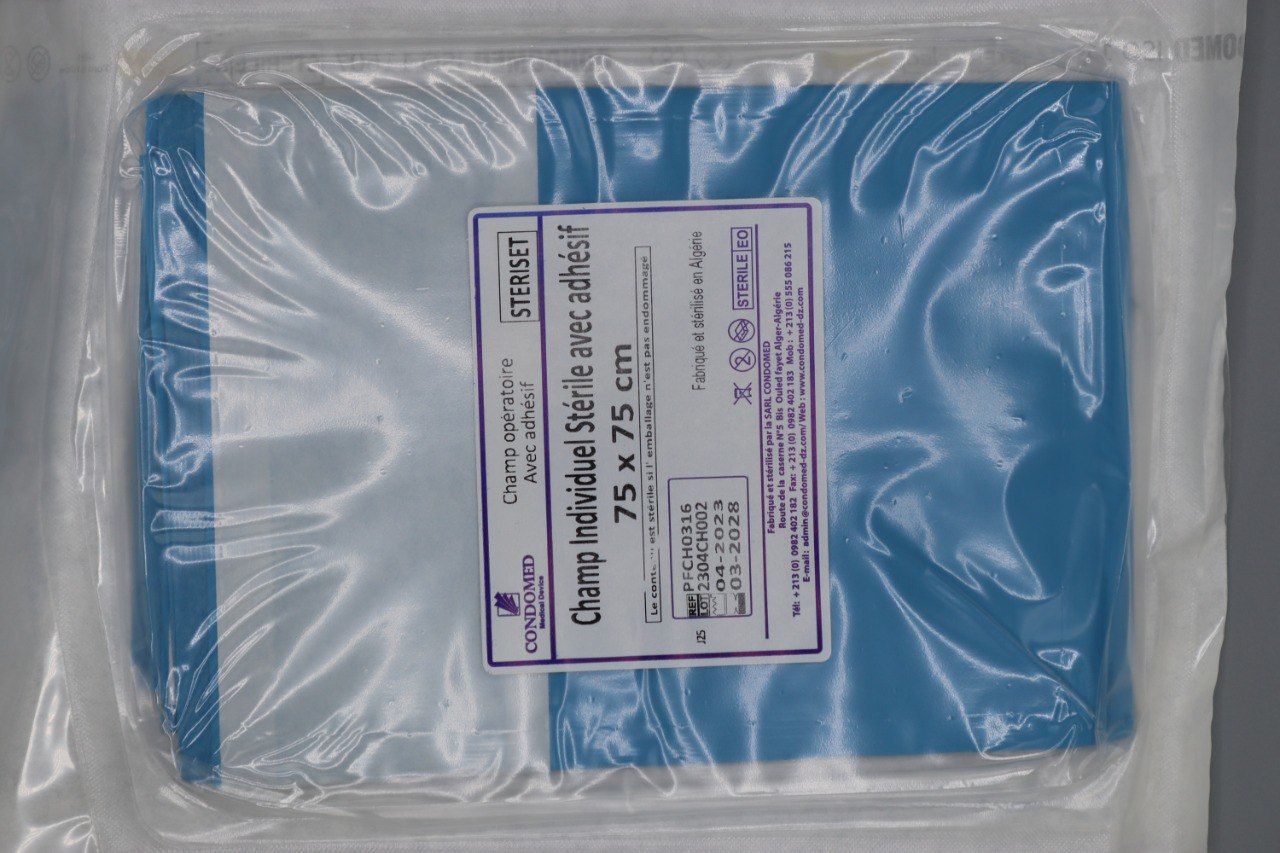 CONDOMED
Medical Device
Champ opératoire
Avec adhésif
STERISET
Champ Individuel Stérile avec adhésif
75 x 75 cm
Le est stérile si l' emballage n'est pas endommagé
J25
REF PFCH0316
LOT 2304CH002
04-2023
03-2028
Fabriqué et stérilisé en Algérie
2
STERILE EO
Fabriqué et stérilisé par la SARL CONDOMED
Route de la caserne N°5 Bis Ouled fayet Alger-Algérie
Tél: +213 (0) 0982 402 182 Fax: +213 (0) 0982 402 183 Mob : +213 (0) 555 086 215
E-mail: admin@condomed-dz.com/ Web : www.condomed-dz.com